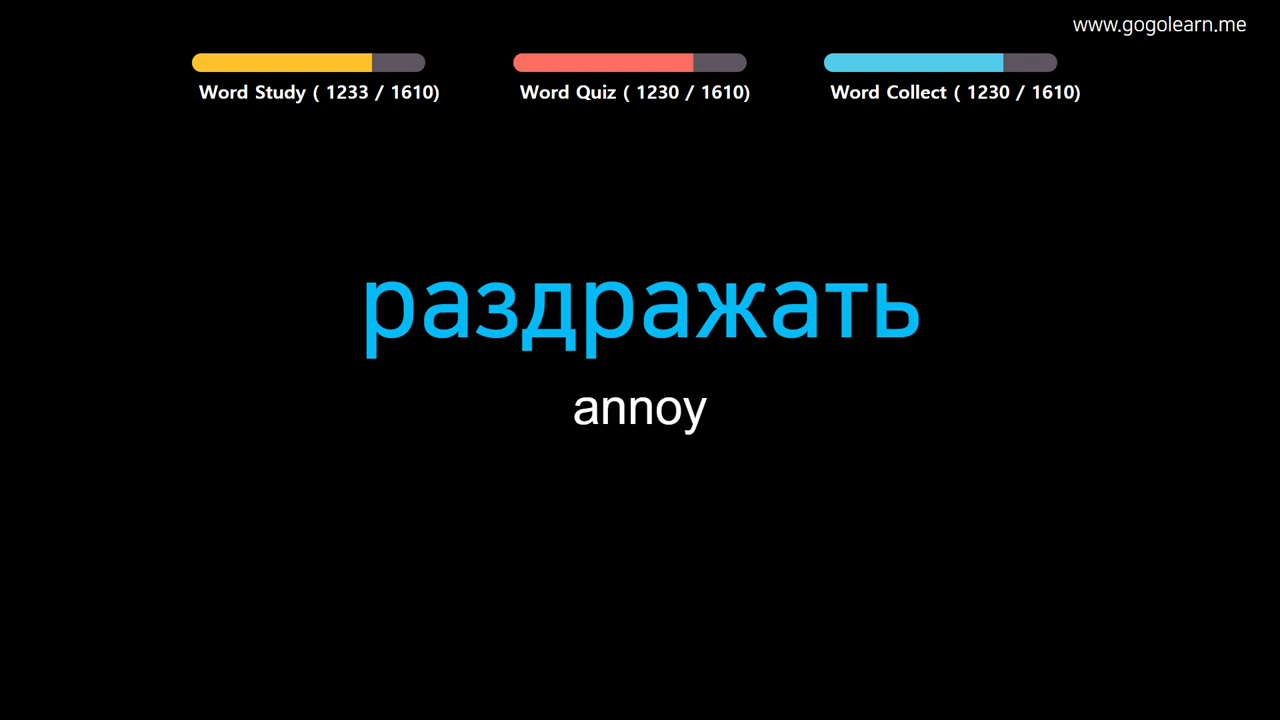 www.gogolearn.me
Word Study ( 1233 / 1610)
Word Quiz ( 1230 / 1610)
Word Collect ( 1230 / 1610)
раздражать
annoy